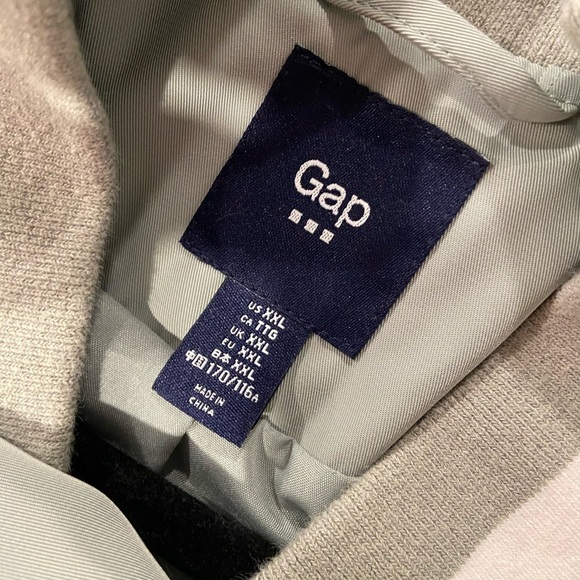 Gap
US XXL
CA TTG
UK XXL
EU XXL
日本 XXL
中国 170/116A
MADE IN
CHINA